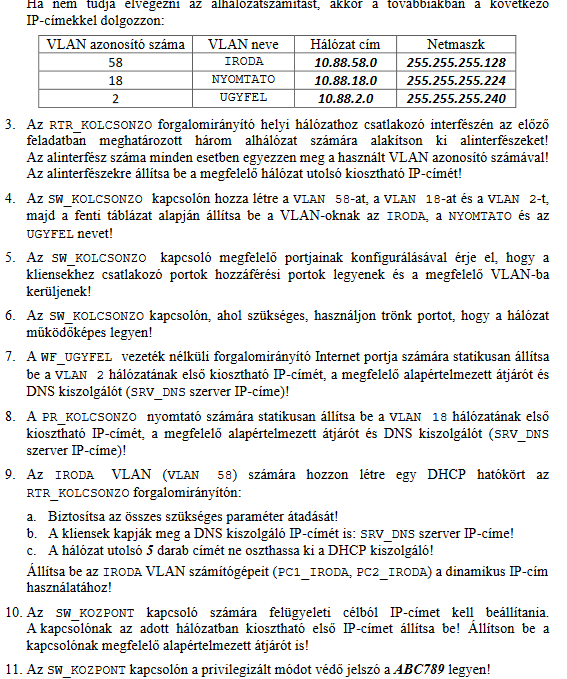 Ha nem tudja elvégezni az alhálózatszámítást, akkor a továbbiakban a következő
IP-címekkel dolgozzon:
VLAN azonosító száma VLAN neve Hálózat cím Netmaszk
58 IRODA 10.88.58.0 255.255.255.128
18 NYOMTATO 10.88.18.0 255.255.255.224
2 UGYFEL 10.88.2.0 255.255.255.240
3. Az RTR_KOLCSONZO forgalomirányító helyi hálózathoz csatlakozó interfészén az előző
feladatban meghatározott három alhálózat számára alakítson ki alinterfészeket!
Az alinterfész száma minden esetben egyezzen meg a használt VLAN azonosító számával!
Az alinterfészekre állítsa be a megfelelő hálózat utolsó kiosztható IP-címét!
4. Az SW_KOLCSONZO kapcsolón hozza létre a VLAN 58-at, a VLAN 18-at és a VLAN 2-t,
majd a fenti táblázat alapján állítsa be a VLAN-oknak az IRODA, a NYOMTATO és az
UGYFEL nevet!
5. Az SW_KOLCSONZO kapcsoló megfelelő portjainak konfigurálásával érje el, hogy a
kliensekhez csatlakozó portok hozzáférési portok legyenek és a megfelelő VLAN-ba
kerüljenek!
6. Az SW_KOLCSONZO kapcsolón, ahol szükséges, használjon trönk portot, hogy a hálózat
működőképes legyen!
7. A WF_UGYFEL vezeték nélküli forgalomirányító Internet portja számára statikusan állítsa
be a VLAN 2 hálózatának első kiosztható IP-címét, a megfelelő alapértelmezett átjárót és
DNS kiszolgálót (SRV_DNS szerver IP-címe)!
8. A PR_KOLCSONZO nyomtató számára statikusan állítsa be a VLAN 18 hálózatának első
kiosztható IP-címét, a megfelelő alapértelmezett átjárót és DNS kiszolgálót (SRV_DNS
szerver IP-címe)!
9. Az IRODA VLAN (VLAN 58) számára hozzon létre egy DHCP hatókört az
RTR_KOLCSONZO forgalomirányítón:
a. Biztosítsa az összes szükséges paraméter átadását!
b. A kliensek kapják meg a DNS kiszolgáló IP-címét is: SRV_DNS szerver IP-címe!
c. A hálózat utolsó 5 darab címét ne oszthassa ki a DHCP kiszolgáló!
Állítsa be az IRODA VLAN számítógépeit (PC1_IRODA, PC2_IRODA) a dinamikus IP-cím
használatához!
10. Az SW_KOZPONT kapcsoló számára felügyeleti célból IP-címet kell beállítania.
A kapcsolónak az adott hálózatban kiosztható első IP-címet állítsa be! Állítson be a
kapcsolónak megfelelő alapértelmezett átjárót is!
11. Az SW_KOZPONT kapcsolón a privilegizált módot védő jelszó a ABC789 legyen!